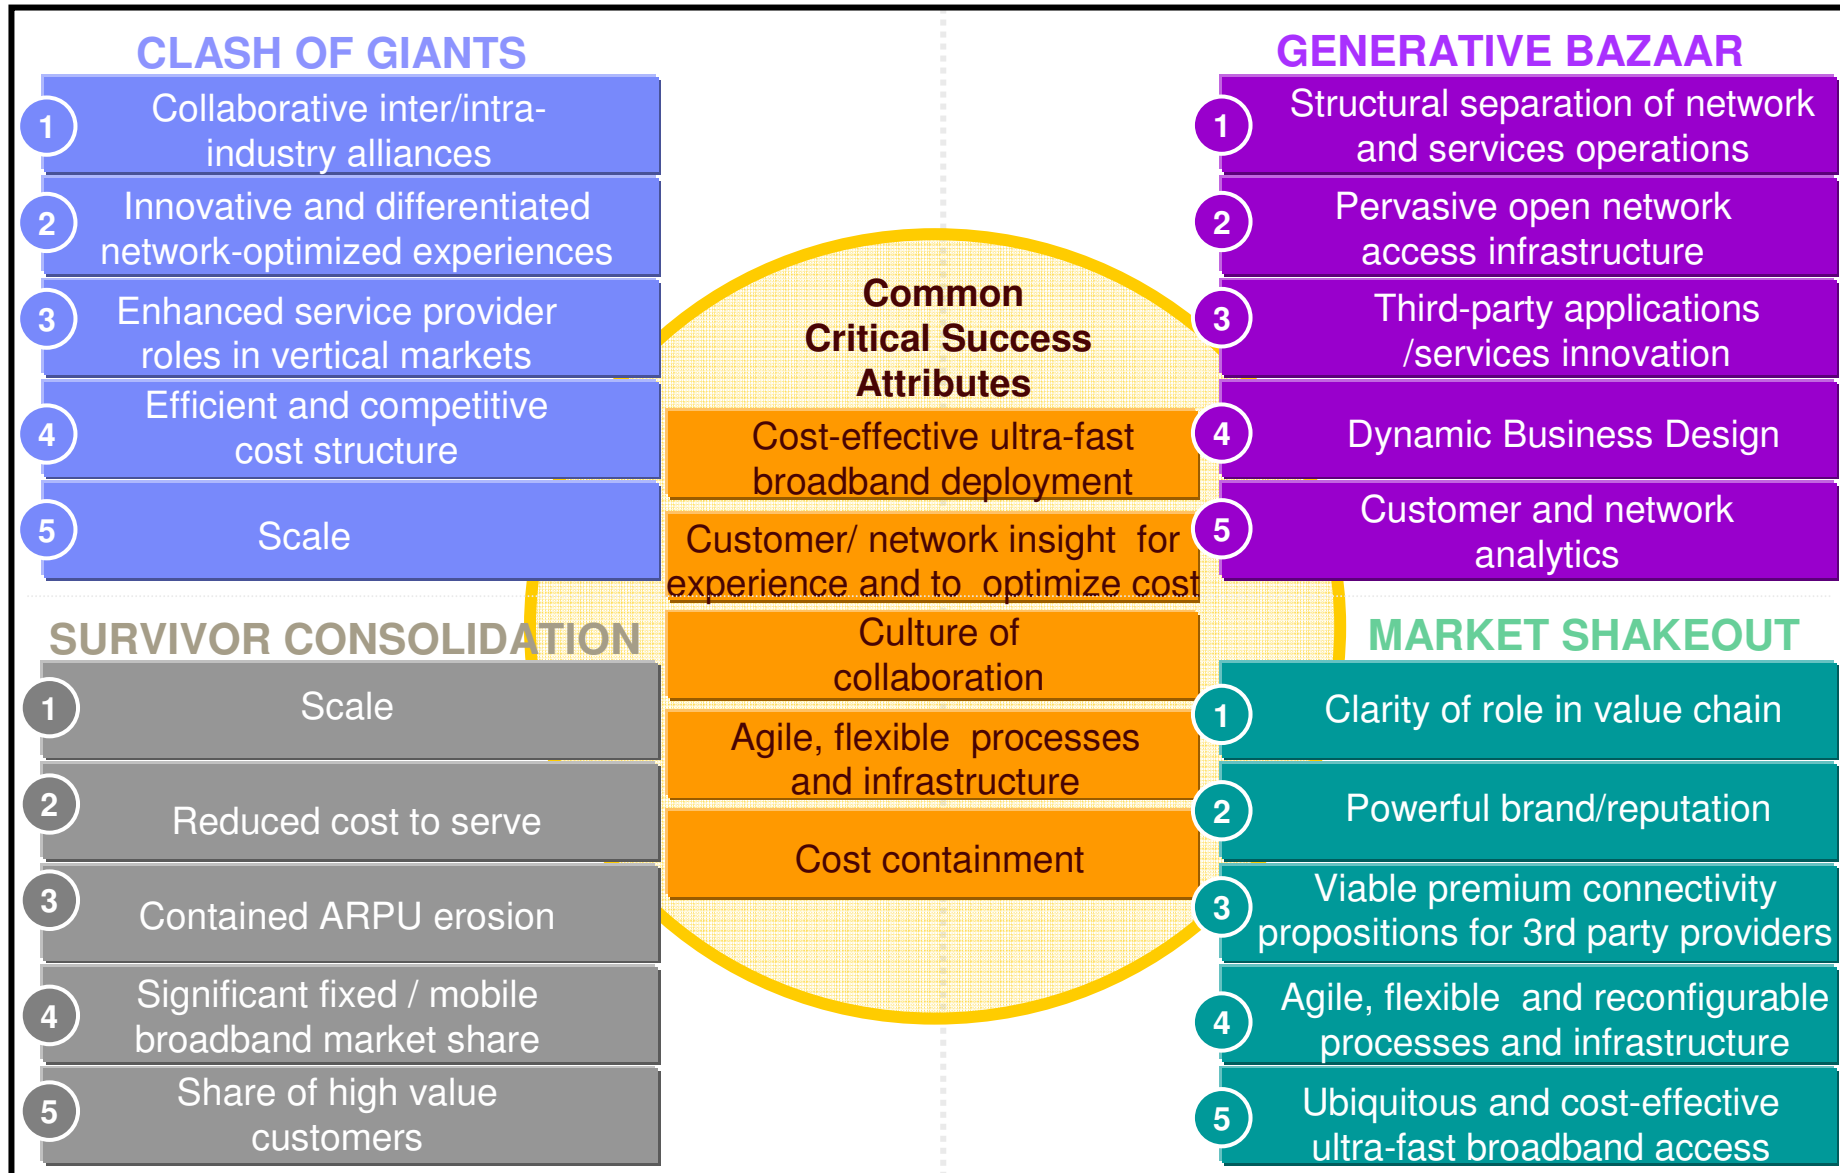 CLASH OF GIANTS
1
Collaborative inter/intra-
industry alliances
2
Innovative and differentiated
network-optimized experiences
3
Enhanced service provider
roles in vertical markets
4
Efficient and competitive
cost structure
5
Scale
GENERATIVE BAZAAR
1
Structural separation of network
and services operations
2
Pervasive open network
access infrastructure
3
Third-party applications
/services innovation
4
Dynamic Business Design
5
Customer and network
analytics
Common
Critical Success
Attributes
Cost-effective ultra-fast
broadband deployment
Customer/ network insight for
experience and to optimize cost
Culture of
collaboration
Agile, flexible processes
and infrastructure
Cost containment
SURVIVOR CONSOLIDATION
1
Scale
2
Reduced cost to serve
3
Contained ARPU erosion
4
Significant fixed / mobile
broadband market share
5
Share of high value
customers
MARKET SHAKEOUT
1
Clarity of role in value chain
2
Powerful brand/reputation
3
Viable premium connectivity
propositions for 3rd party providers
4
Agile, flexible and reconfigurable
processes and infrastructure
5
Ubiquitous and cost-effective
ultra-fast broadband access